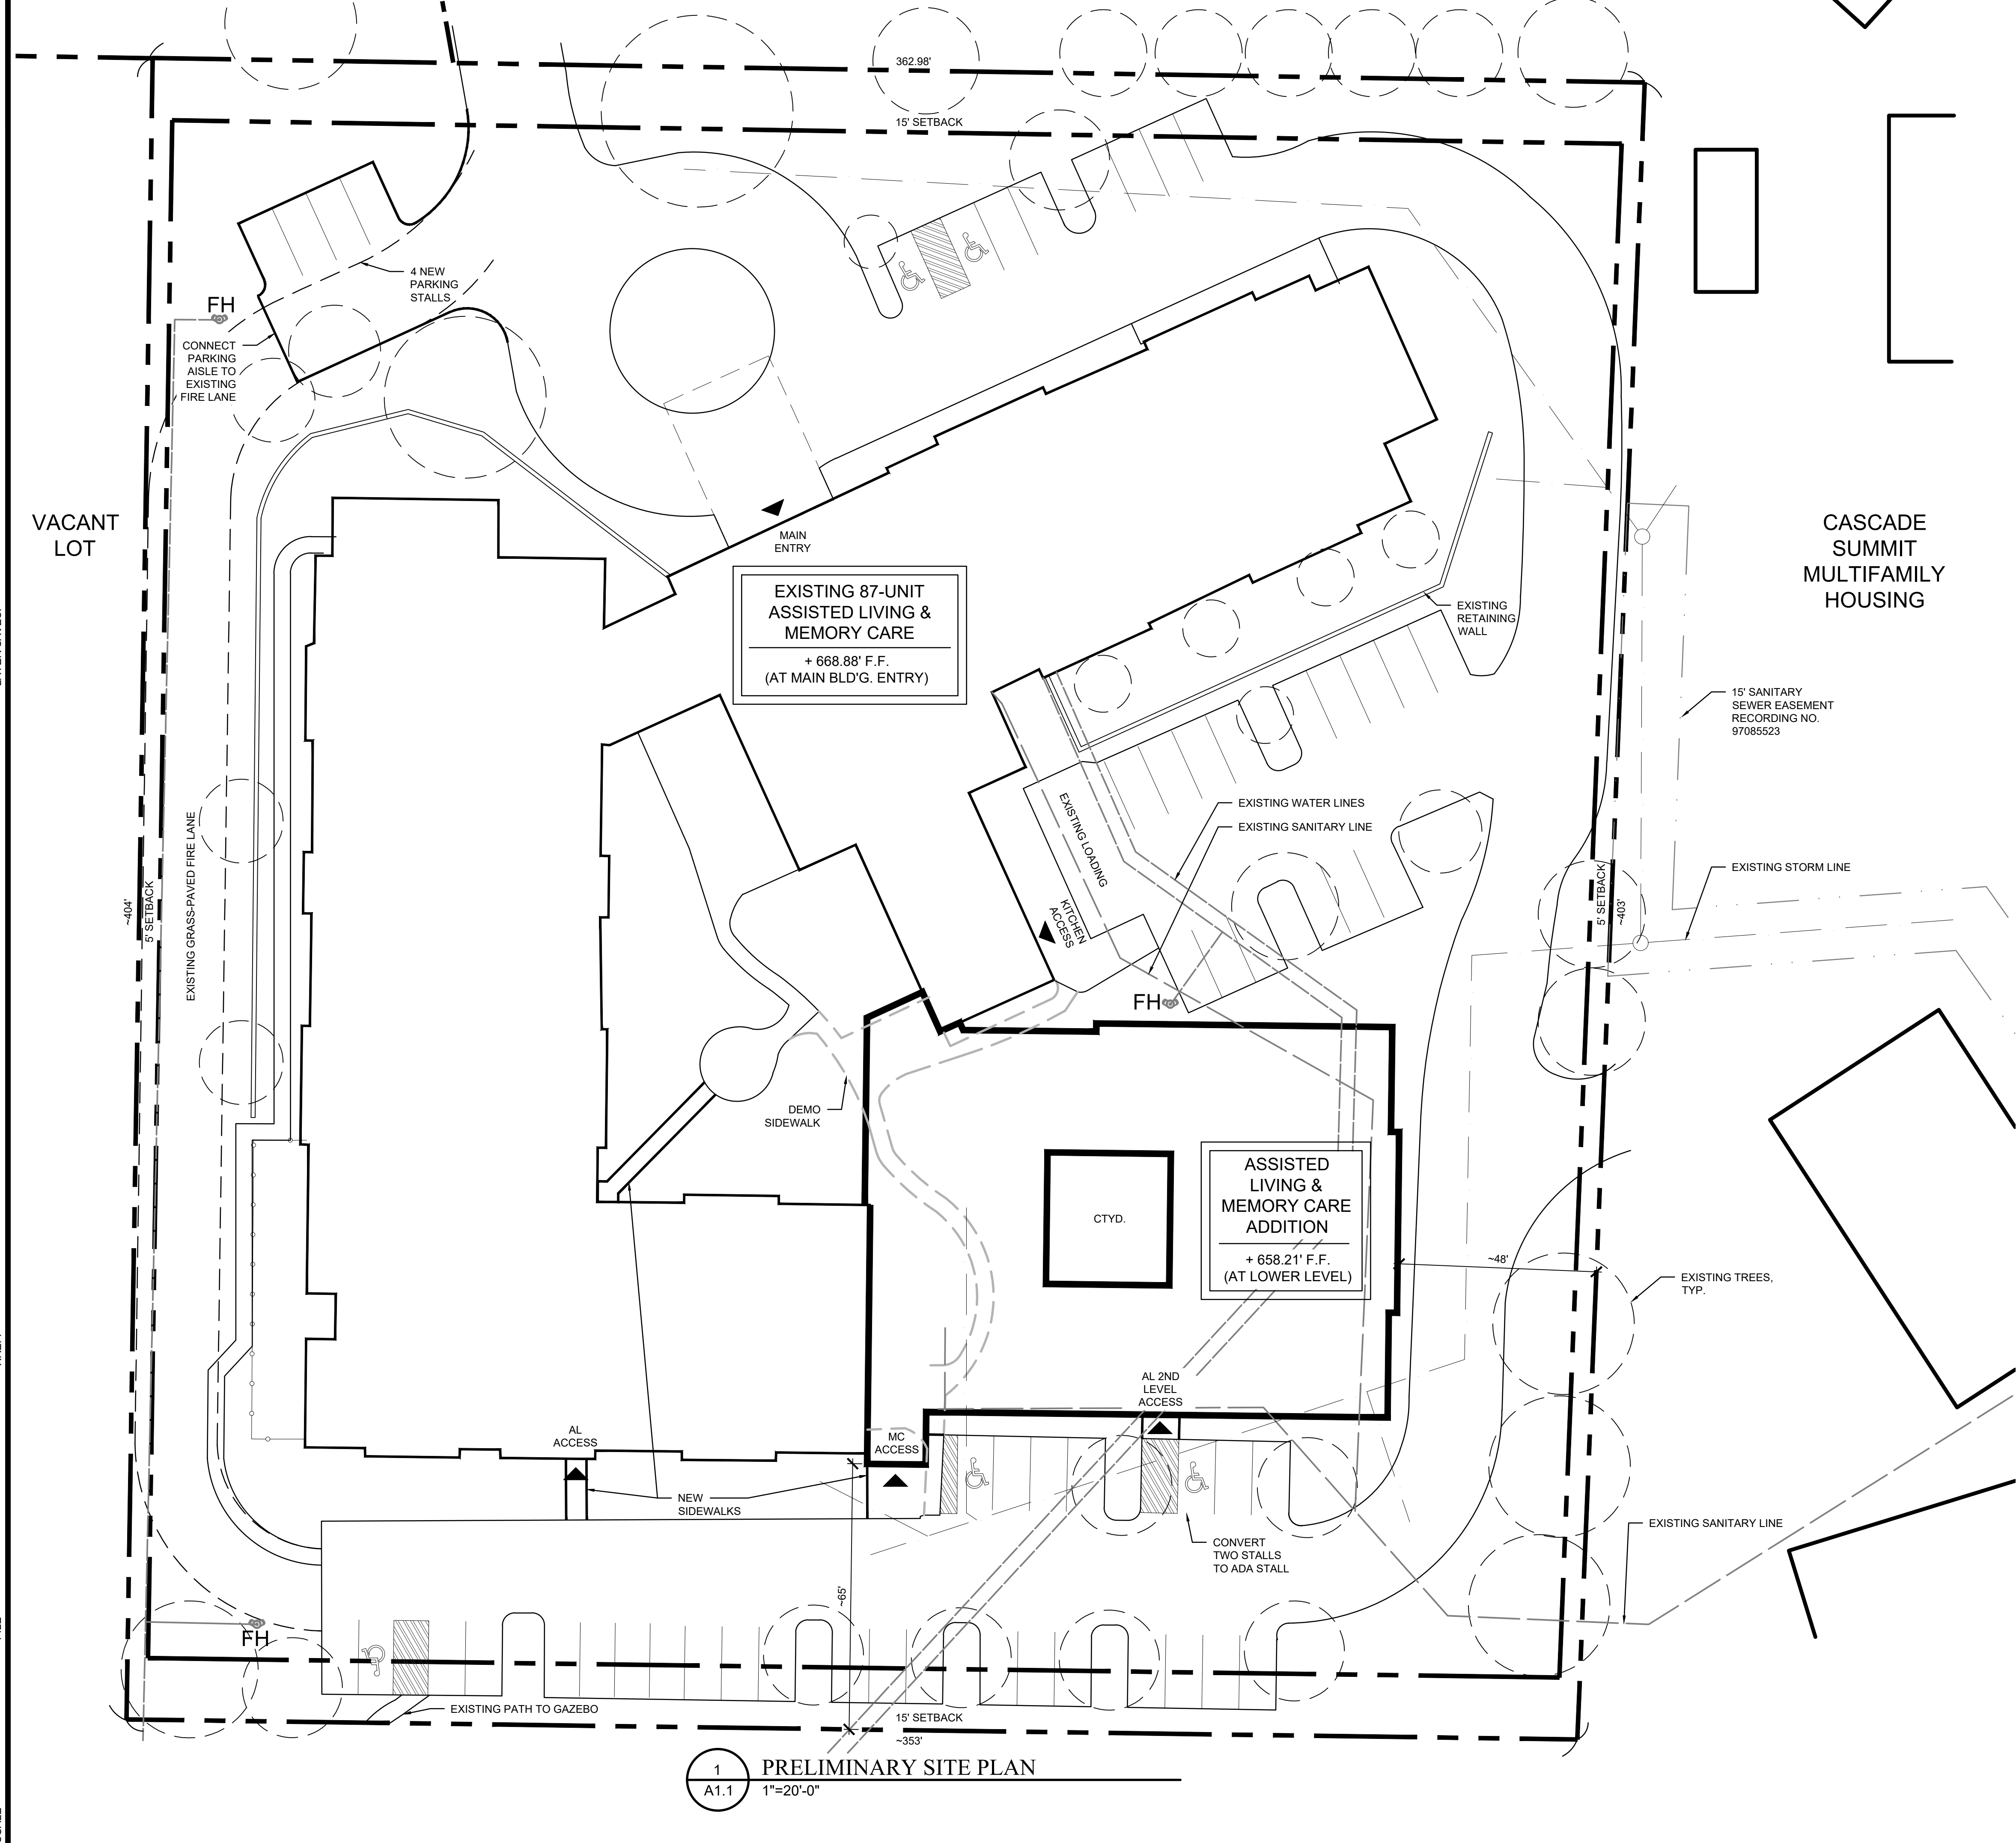 362.98'
15' SETBACK
4 NEW
PARKING
STALLS
FH
CONNECT
PARKING
AISLE TO
EXISTING
FIRE LANE
VACANT
LOT
MAIN
ENTRY
CASCADE
SUMMIT
MULTIFAMILY
HOUSING
EXISTING 87-UNIT
ASSISTED LIVING &
MEMORY CARE
+ 668.88' F.F.
(AT MAIN BLD'G. ENTRY)
EXISTING
RETAINING
WALL
15' SANITARY
SEWER EASEMENT
RECORDING NO.
97085523
EXISTING WATER LINES
EXISTING SANITARY LINE
EXISTING LOADING
KITCHEN
ACCESS
EXISTING STORM LINE
~404'
5' SETBACK
EXISTING GRASS-PAVED FIRE LANE
5' SETBACK
~403'
FH
DEMO
SIDEWALK
CTYD.
ASSISTED
LIVING &
MEMORY CARE
ADDITION
+ 658.21' F.F.
(AT LOWER LEVEL)
~48'
EXISTING TREES,
TYP.
AL 2ND
LEVEL
ACCESS
AL
ACCESS
MC
ACCESS
NEW
SIDEWALKS
EXISTING SANITARY LINE
CONVERT
TWO STALLS
TO ADA STALL
~65'
FH
EXISTING PATH TO GAZEBO
15' SETBACK
~353'
1
A1.1
PRELIMINARY SITE PLAN
1"=20'-0"